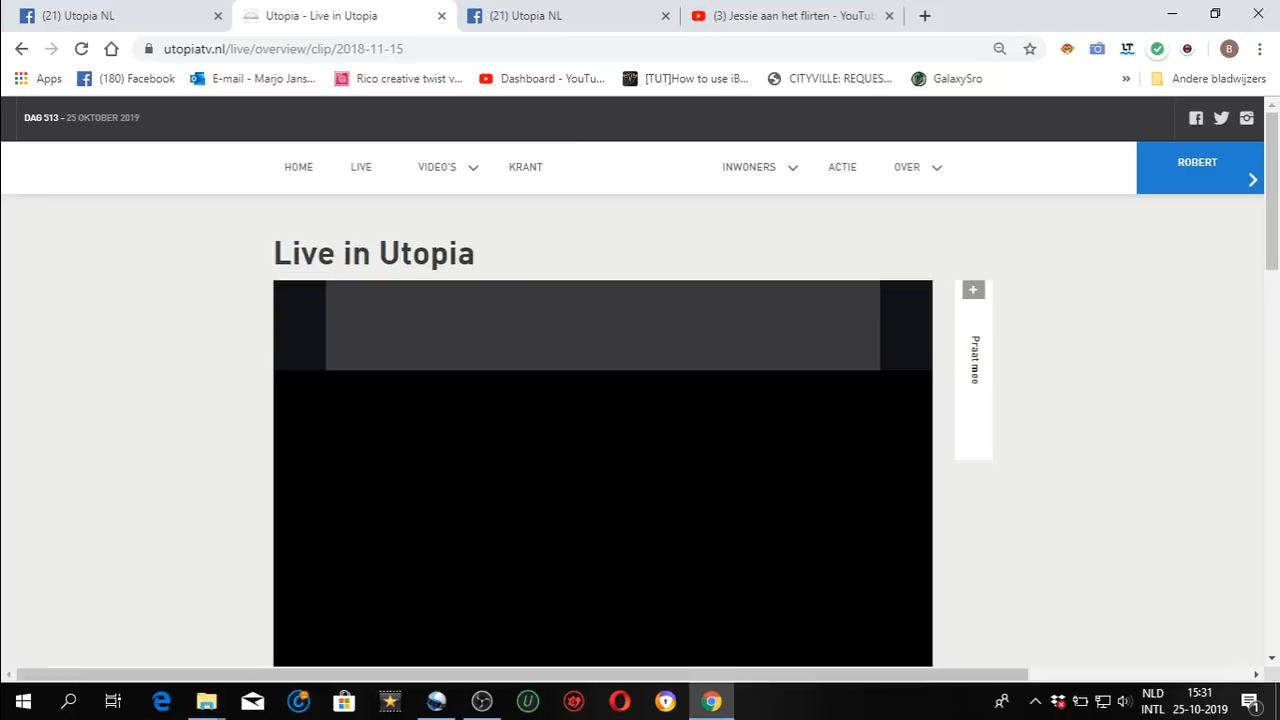 (21) Utopia NL
Utopia - Live in Utopia
(21) Utopia NL
(3) Jessie aan het flirten - YouTub
utopiatv.nl/live/overview/clip/2018-11-15
Apps
(180) Facebook
E-mail - Marjo Jans...
Rico creative twist v...
Dashboard - YouTu...
[TUT]How to use iB...
CITYVILLE: REQUES...
GalaxySro
»
Andere bladwijzers
DAG 513 - 25 OKTOBER 2019
HOME LIVE VIDEO'S KRANT INWONERS ACTIE OVER
ROBERT
Live in Utopia
+
Praat mee
NLD
INTL
15:31
25-10-2019